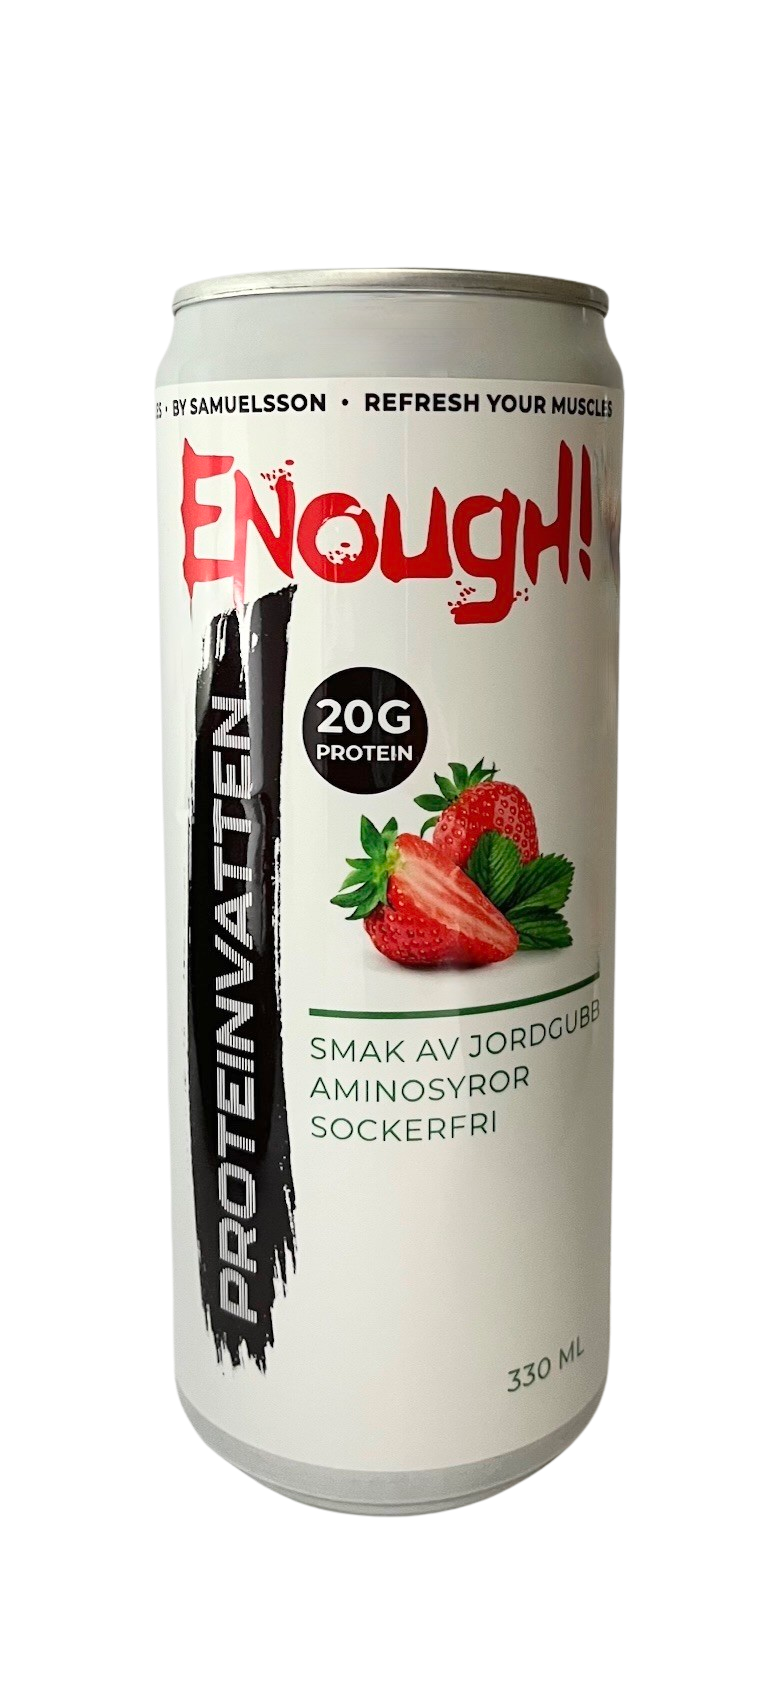 BY SAMUELSSON • REFRESH YOUR MUSCLES
Enough!
PROTEINVATTEN
20G
PROTEIN
SMAK AV JORDGUBB
AMINOSYROR
SOCKERFRI
330 ML